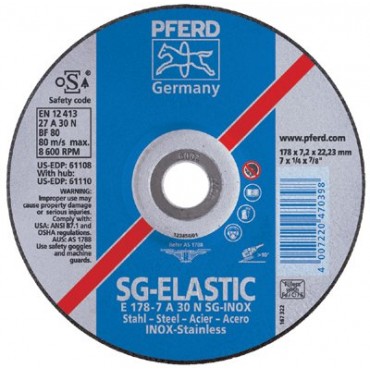 PFERD
Germany
oSa
Safety code
EN 12 413
27 A 30 N
BF 80
80 m/s max.
8 600 RPM
US-EDP: 61108
With hub:
US-EDP: 61110
WARNING:
Improper use may
cause property damage
or serious injuries.
Comply with
USA: ANSI B7.1 and
OSHA regulations.
AUS: AS 1788
Use safety goggles
and machine
guards.
www.pferd.com
178 x 7,2 x 22,23 mm
7 x 1/4 x 7/8"
4 007220 470398
SG-ELASTIC
E 178-7 A 30 N SG-INOX
Stahl – Steel – Acier – Acero
INOX-Stainless